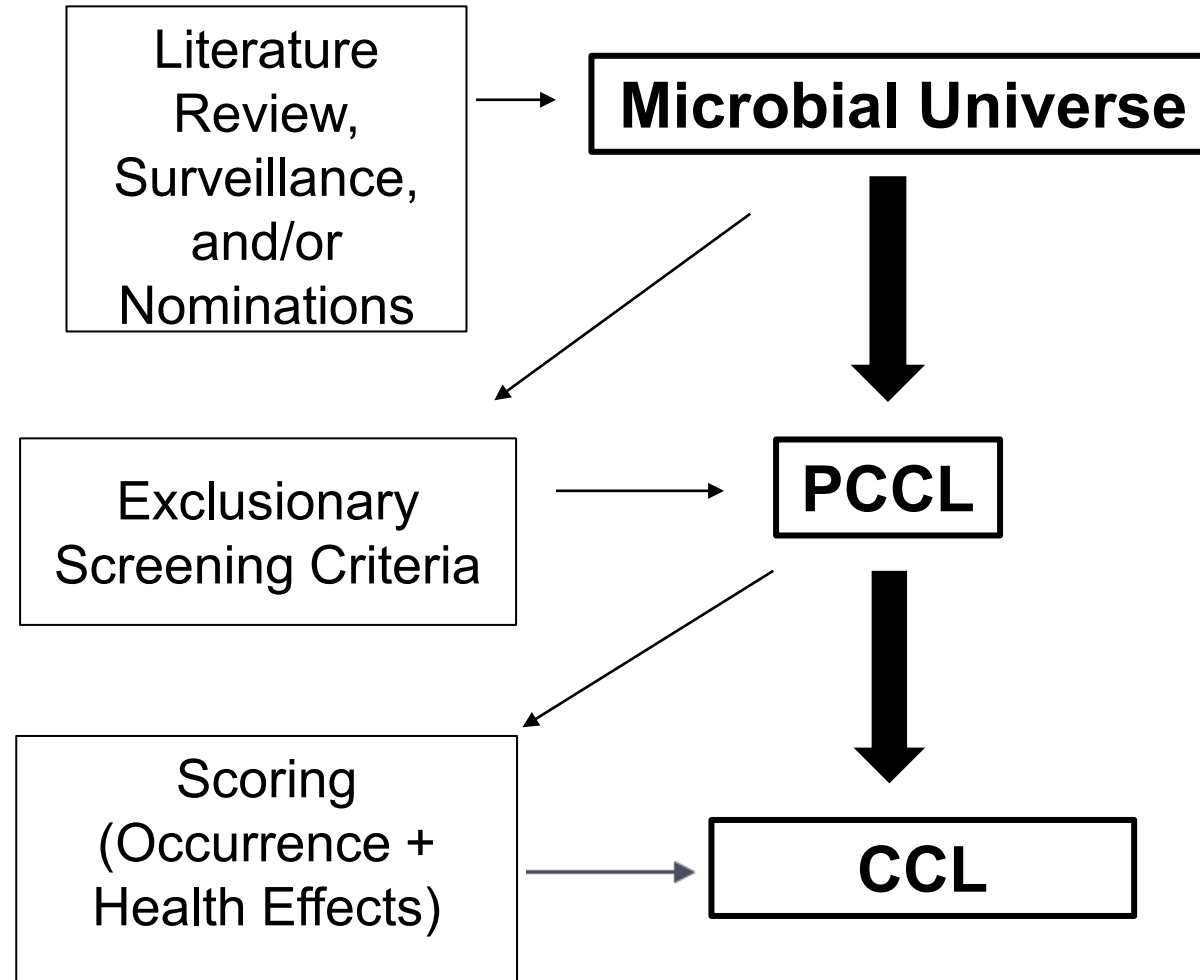 Literature
Review,
Surveillance,
and/or
Nominations
Microbial Universe
Exclusionary
Screening Criteria
PCCL
Scoring
(Occurrence +
Health Effects)
CCL